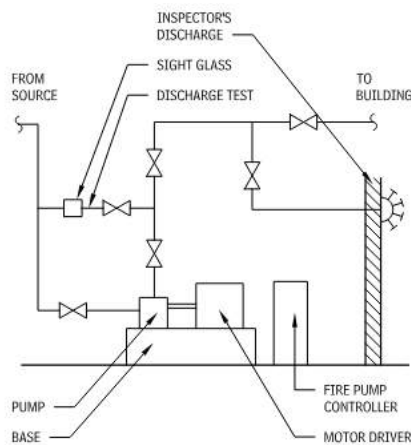 INSPECTOR'S
DISCHARGE
FROM
SOURCE
SIGHT GLASS
DISCHARGE TEST
TO
BUILDING
PUMP
BASE
FIRE PUMP
CONTROLLER
MOTOR DRIVER